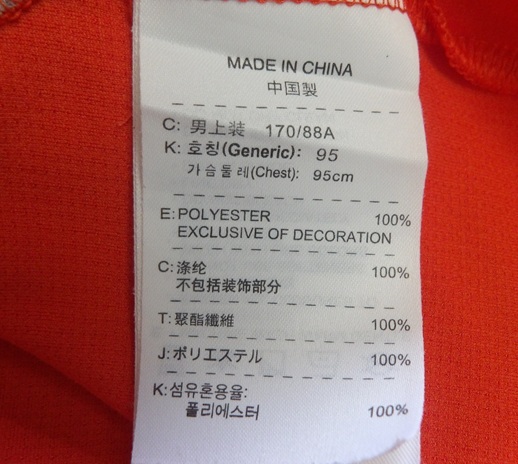 MADE IN CHINA
中国製
C: 男上装 170/88A
K: 호칭(Generic): 95
가슴둘레(Chest): 95cm
E: POLYESTER 100%
EXCLUSIVE OF DECORATION
C: 涤纶 100%
不包括装饰部分
T: 聚酯纖維 100%
J: ポリエステル 100%
K: 섬유혼용율:
폴리에스터 100%